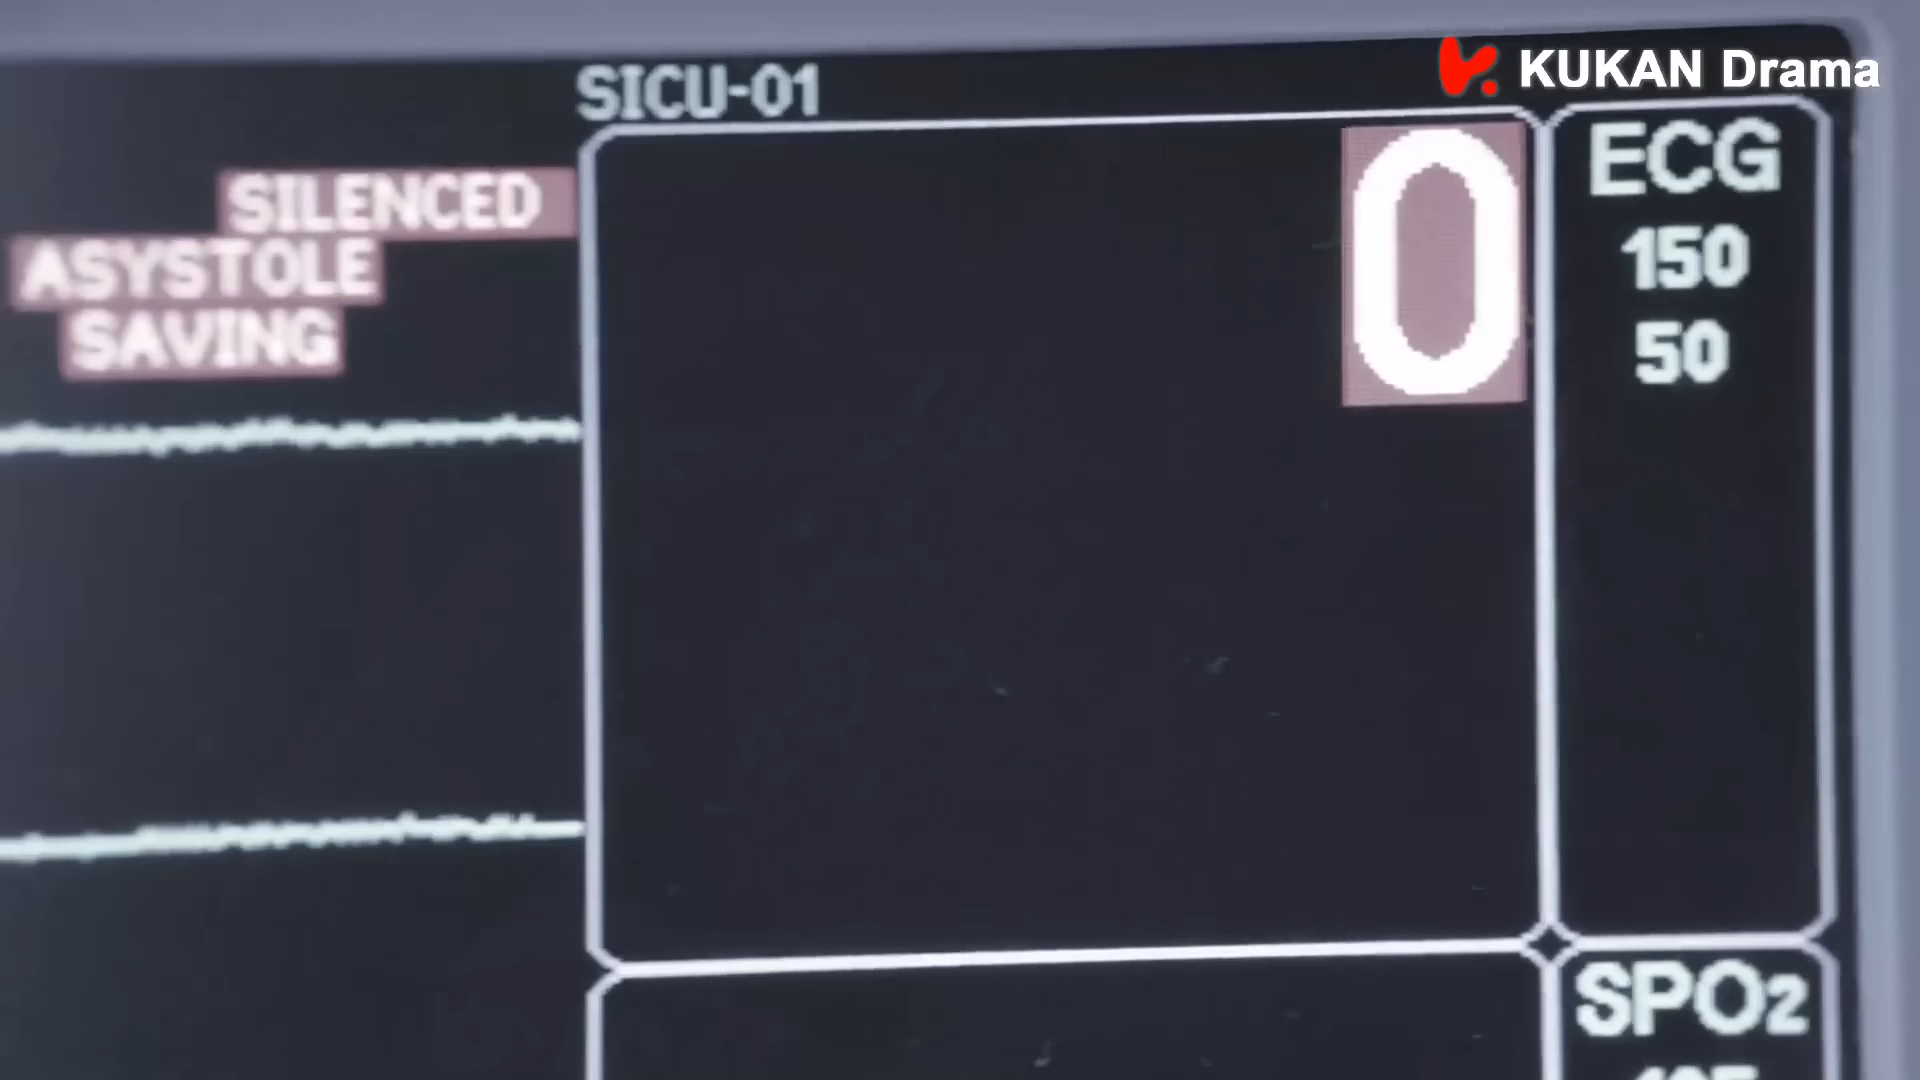 KUKAN Drama
SICU-01
SILENCED
ASYSTOLE
SAVING
0
ECG
150
50
SPO2